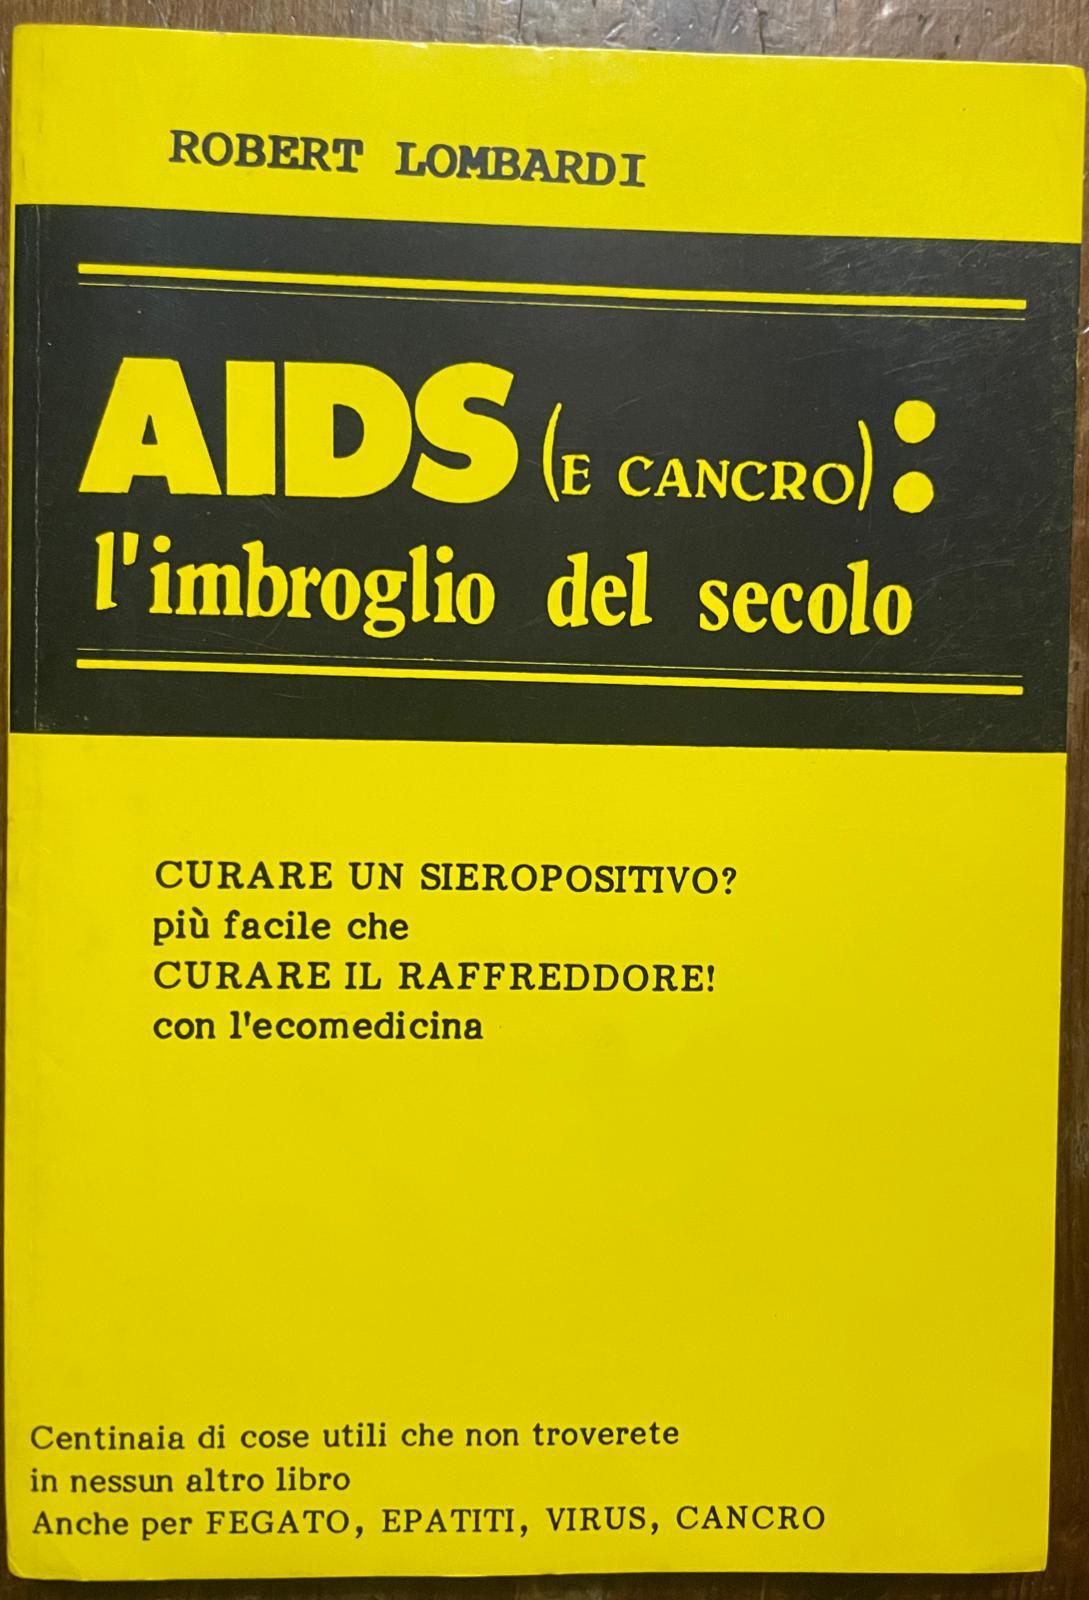 ROBERT LOMBARDI
AIDS (E CANCRO):
l'imbroglio del secolo
CURARE UN SIEROPOSITIVO?
più facile che
CURARE IL RAFFREDDORE!
con l'ecomedicina
Centinaia di cose utili che non troverete
in nessun altro libro
Anche per FEGATO, EPATITI, VIRUS, CANCRO